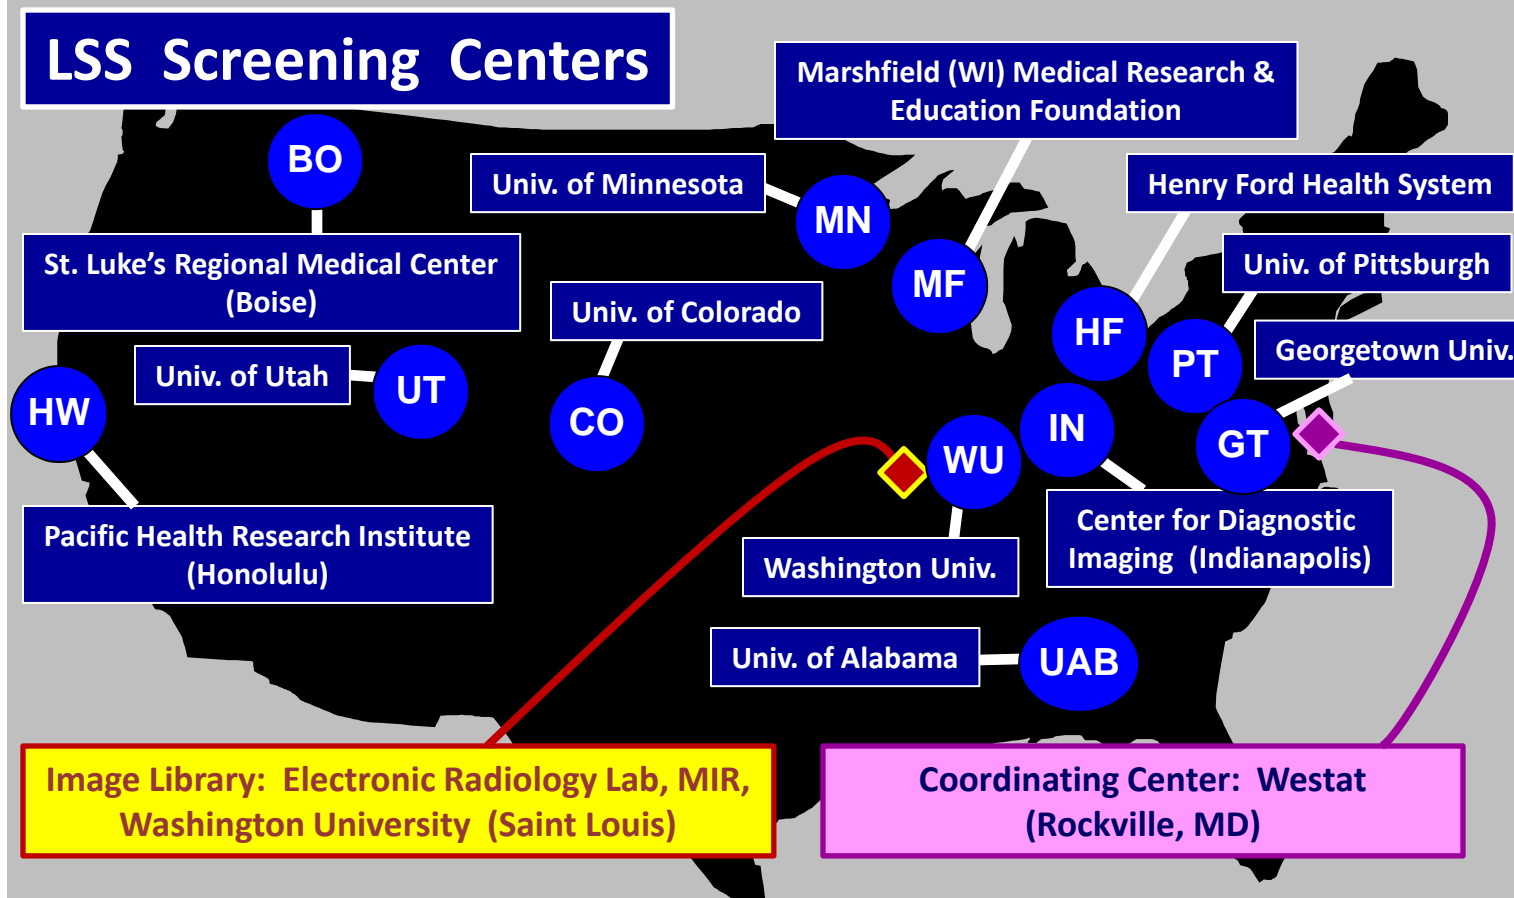 LSS Screening Centers
Marshfield (WI) Medical Research &
Education Foundation
BO
Univ. of Minnesota
MN
Henry Ford Health System
St. Luke’s Regional Medical Center
(Boise)
MF
Univ. of Pittsburgh
Univ. of Colorado
HF
Georgetown Univ.
Univ. of Utah
UT
PT
HW
CO
IN
GT
WU
Pacific Health Research Institute
(Honolulu)
Center for Diagnostic
Imaging (Indianapolis)
Washington Univ.
Univ. of Alabama
UAB
Image Library: Electronic Radiology Lab, MIR,
Washington University (Saint Louis)
Coordinating Center: Westat
(Rockville, MD)